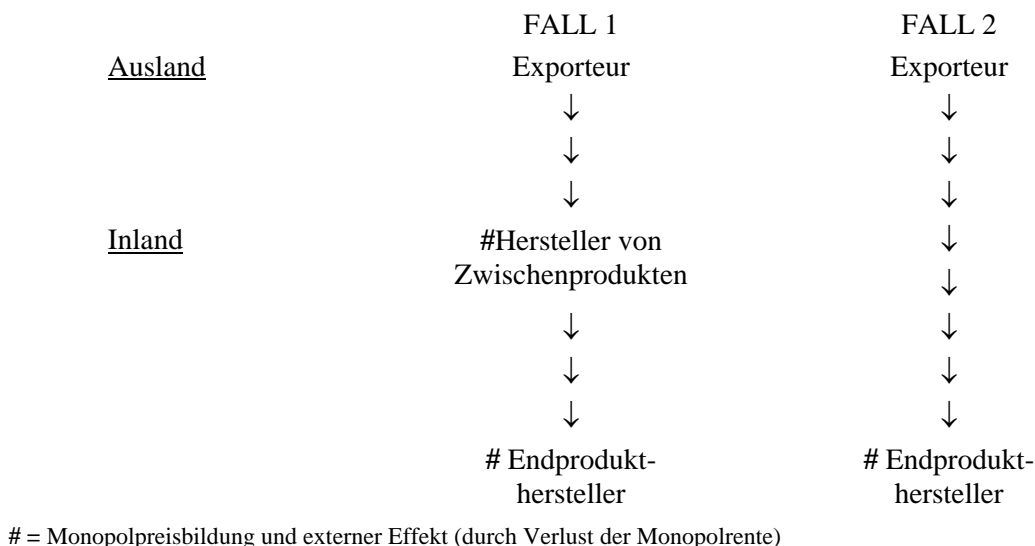 FALL 1 FALL 2
Ausland Exporteur Exporteur
↓ ↓
↓ ↓
↓ ↓
Inland #Hersteller von ↓
Zwischenprodukten ↓
↓ ↓
↓ ↓
↓ ↓
# Endprodukt- # Endprodukt-
hersteller hersteller
# = Monopolpreisbildung und externer Effekt (durch Verlust der Monopolrente)